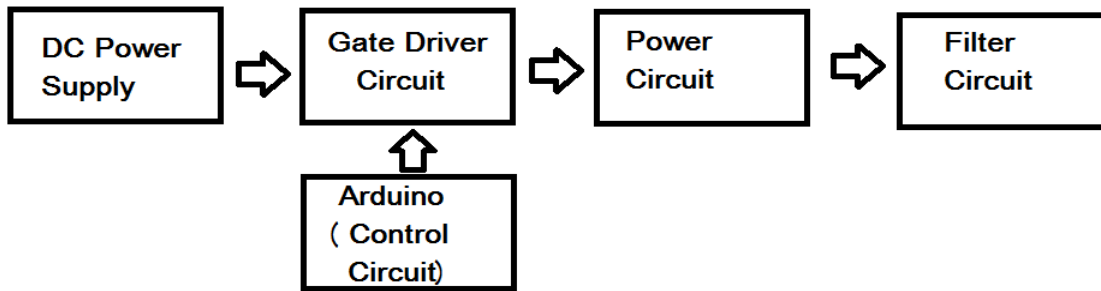 DC Power
Supply
Gate Driver
Circuit
Power
Circuit
Filter
Circuit
Arduino
( Control
Circuit)